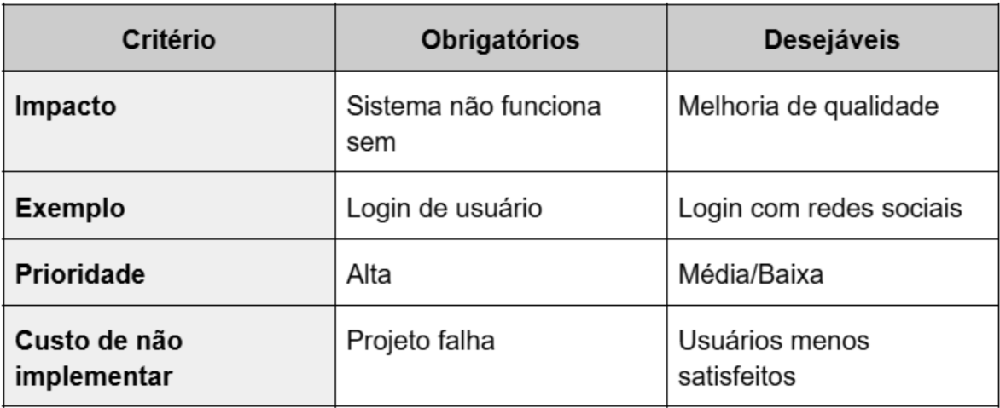 Critério Obrigatórios Desejáveis
Impacto Sistema não funciona sem Melhoria de qualidade
Exemplo Login de usuário Login com redes sociais
Prioridade Alta Média/Baixa
Custo de não implementar Projeto falha Usuários menos satisfeitos